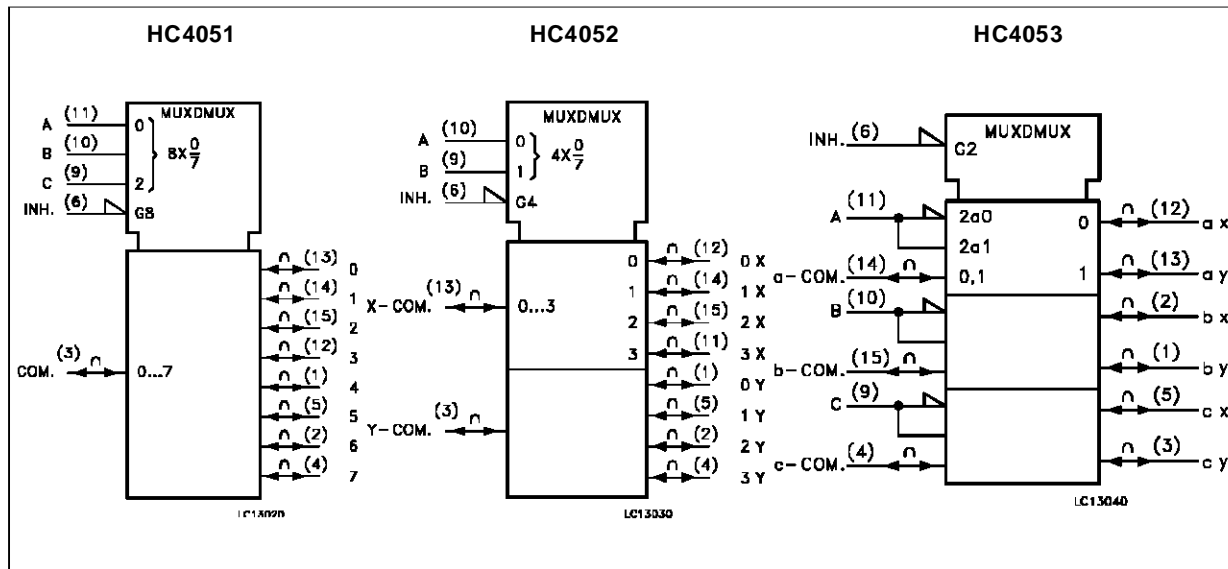 HC4051
HC4052
HC4053
MUXDMUX
A (11) 0
B (10) 8X 0/7
C (9) 2
INH. (6) G8
∩ (13) 0
∩ (14) 1
∩ (15) 2
∩ (12) 3
COM. (3) ∩ 0...7
∩ (1) 4
∩ (5) 5
∩ (2) 6
∩ (4) 7
LC13020
MUXDMUX
A (10) 0
4X 0/7
B (9) 1
INH. (6) G4
0 ∩ (12) 0 X
1 ∩ (14) 1 X
X-COM. (13) ∩ 0...3
2 ∩ (15) 2 X
3 ∩ (11) 3 X
∩ (1) 0 Y
∩ (5) 1 Y
Y-COM. (3) ∩
∩ (2) 2 Y
∩ (4) 3 Y
LC13030
MUXDMUX
INH. (6) G2
A (11) 2a0 0 ∩ (12) a x
2a1
a-COM. (14) ∩ 0,1 1 ∩ (13) a y
B (10) ∩ (2) b x
b-COM. (15) ∩ ∩ (1) b y
C (9) ∩ (5) c x
c-COM. (4) ∩ ∩ (3) c y
LC13040